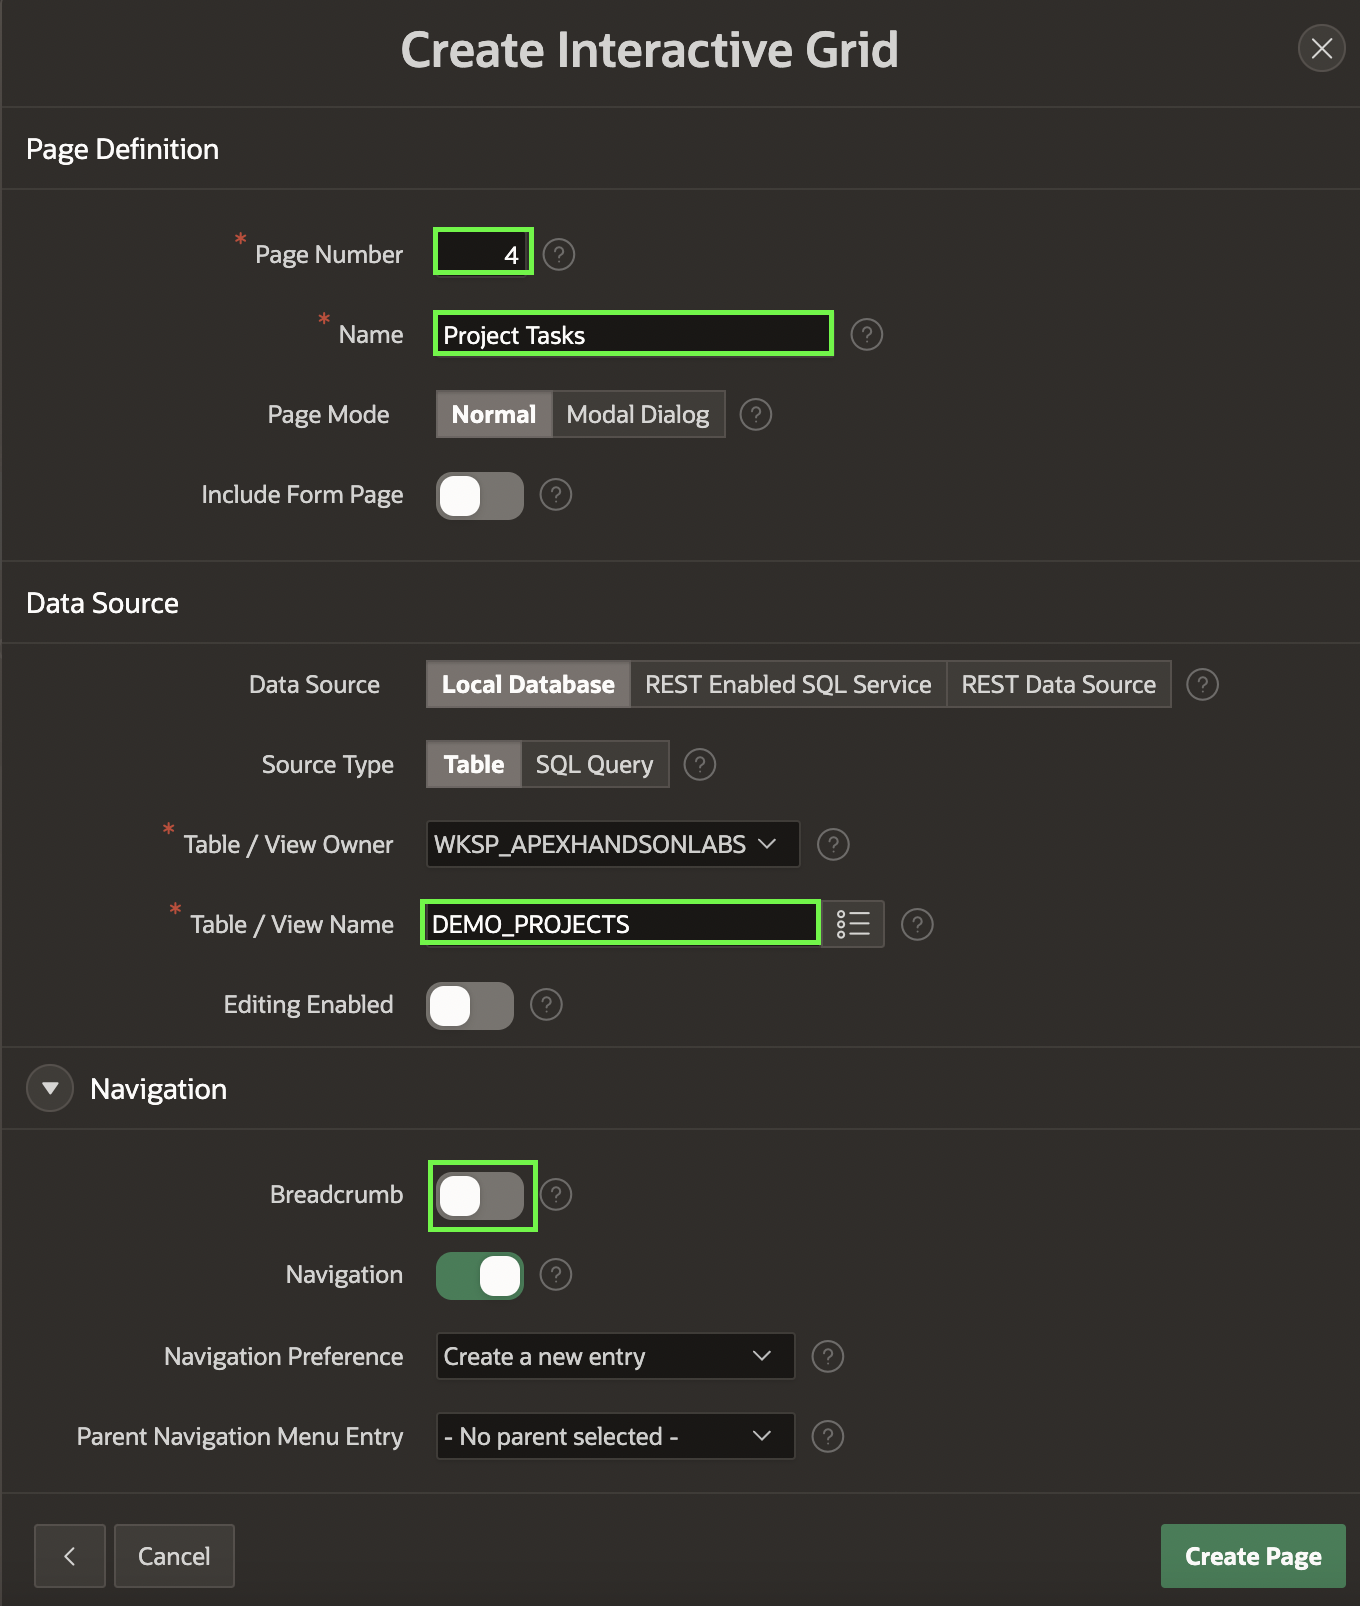 Create Interactive Grid
Page Definition
* Page Number 4 ?
* Name Project Tasks ?
Page Mode Normal Modal Dialog ?
Include Form Page ?
Data Source
Data Source Local Database REST Enabled SQL Service REST Data Source ?
Source Type Table SQL Query ?
* Table / View Owner WKSP_APEXHANDSONLABS ?
* Table / View Name DEMO_PROJECTS ?
Editing Enabled ?
Navigation
Breadcrumb ?
Navigation ?
Navigation Preference Create a new entry ?
Parent Navigation Menu Entry - No parent selected - ?
Cancel Create Page